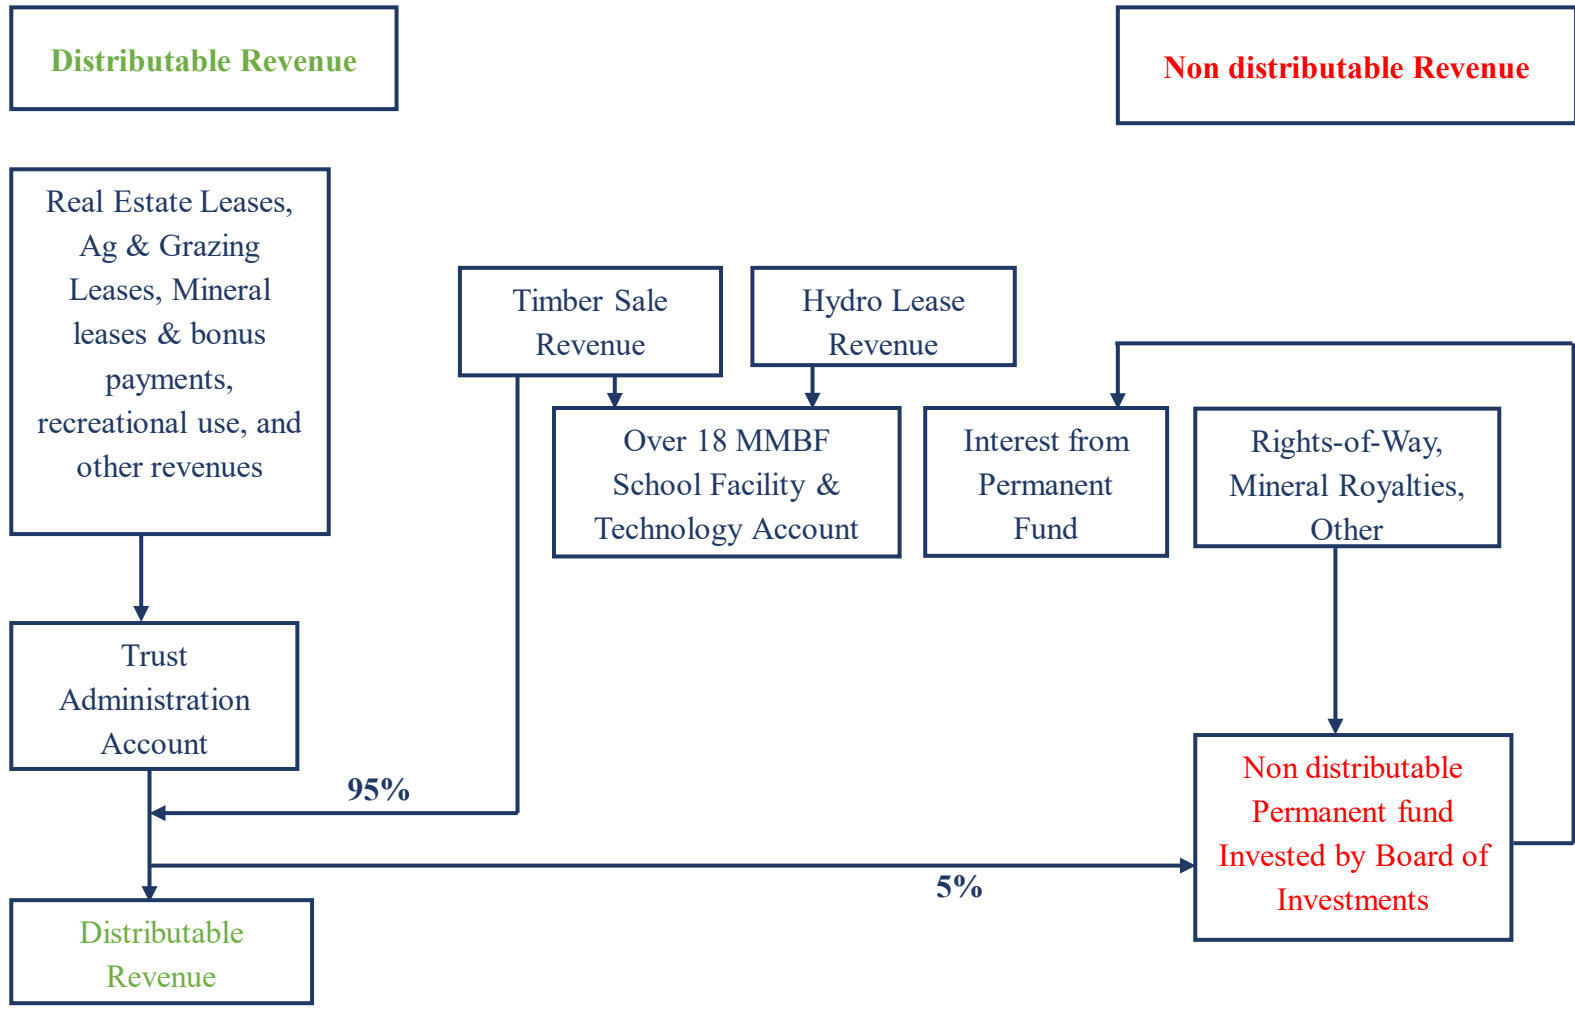 Distributable Revenue
Non distributable Revenue
Real Estate Leases,
Ag & Grazing
Leases, Mineral
leases & bonus
payments,
recreational use, and
other revenues
Timber Sale
Revenue
Hydro Lease
Revenue
Over 18 MMBF
School Facility &
Technology Account
Interest from
Permanent
Fund
Rights-of-Way,
Mineral Royalties,
Other
Trust
Administration
Account
95%
5%
Non distributable
Permanent fund
Invested by Board of
Investments
Distributable
Revenue